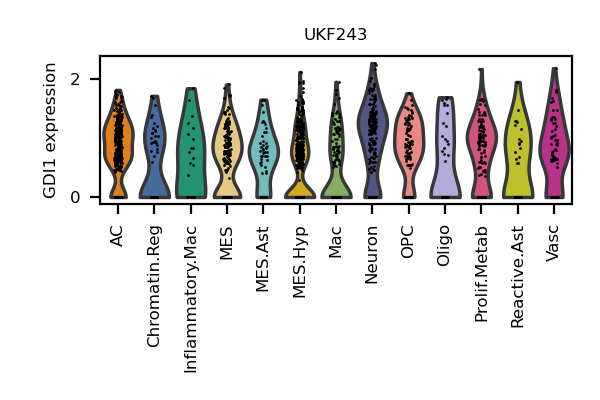 UKF243
GDI1 expression
2
0
AC
Chromatin.Reg
Inflammatory.Mac
MES
MES.Ast
MES.Hyp
Mac
Neuron
OPC
Oligo
Prolif.Metab
Reactive.Ast
Vasc